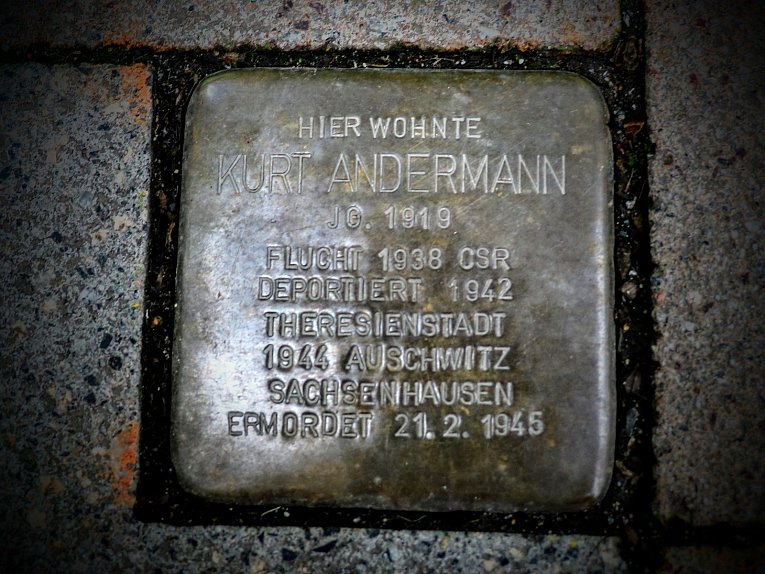 HIER WOHNTE
KURT ANDERMANN
JG. 1919
FLUCHT 1938 CSR
DEPORTIERT 1942
THERESIENSTADT
1944 AUSCHWITZ
SACHSENHAUSEN
ERMORDET 21.2.1945